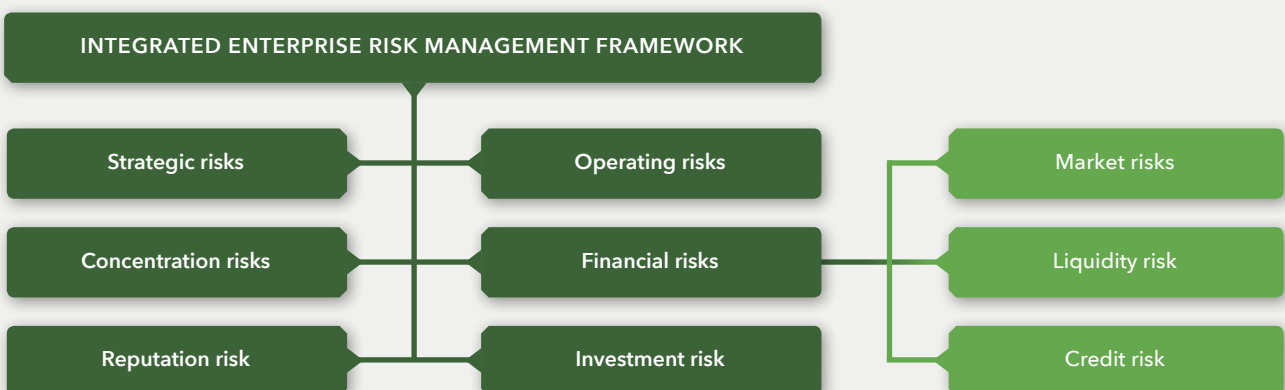 INTEGRATED ENTERPRISE RISK MANAGEMENT FRAMEWORK
Strategic risks
Operating risks
Market risks
Concentration risks
Financial risks
Liquidity risk
Reputation risk
Investment risk
Credit risk